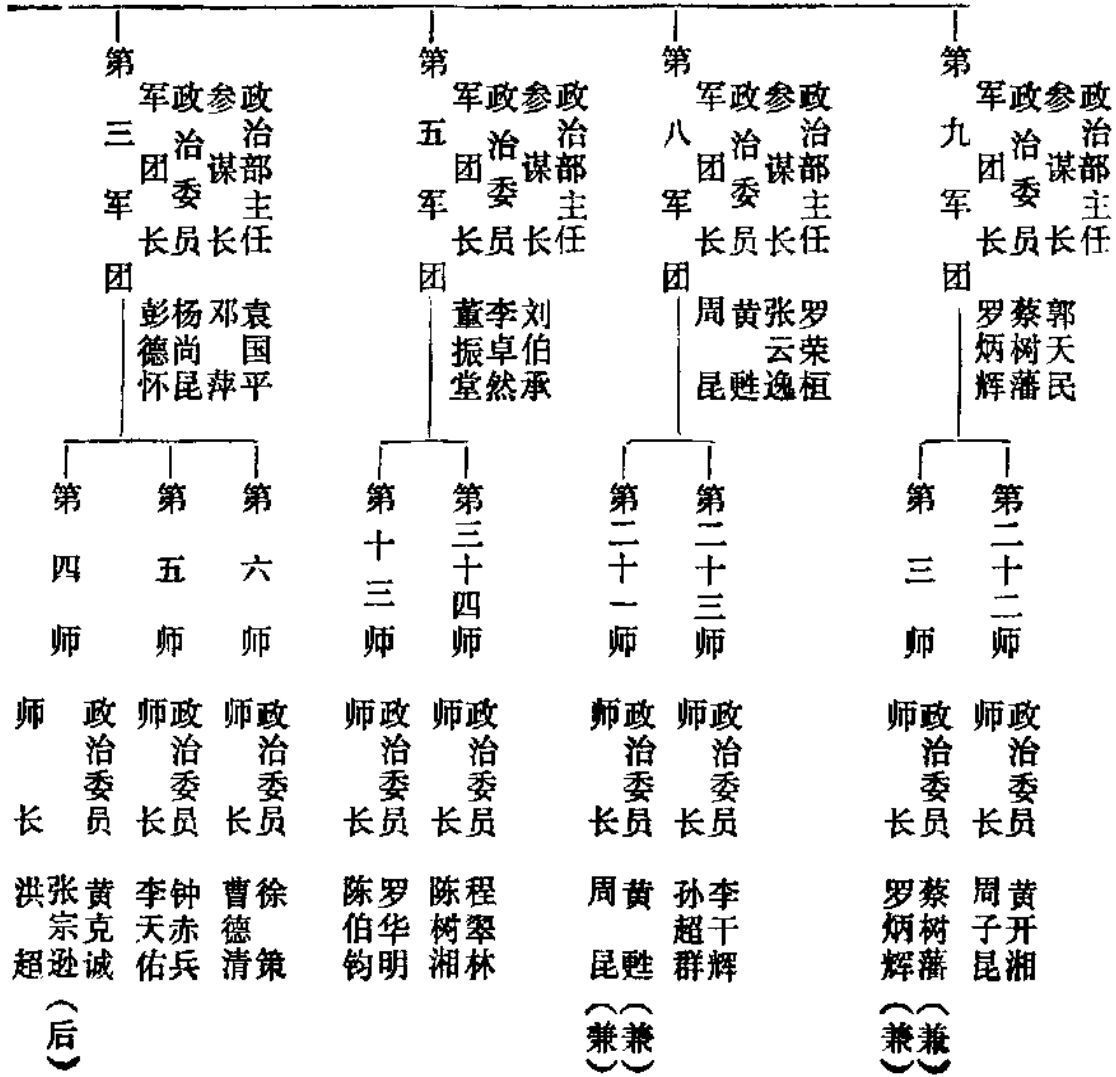 第三军团
军团长 彭德怀
政治委员 杨尚昆
参谋长 邓萍
政治部主任 袁国平
第四师
师长 洪超
张宗逊(后)
政治委员 黄克诚
第五师
师长 李天佑
政治委员 钟赤兵
第六师
师长 曹德清
政治委员 徐策
第五军团
军团长 董振堂
政治委员 李卓然
参谋长 刘伯承
政治部主任
第十三师
师长 陈伯钧
政治委员 罗华明
第三十四师
师长 陈树湘
政治委员 程翠林
第八军团
军团长 周昆
政治委员 黄甦
参谋长 张云逸
政治部主任 罗荣桓
第二十一师
师长 周昆(兼)
政治委员 黄甦(兼)
第二十三师
师长 孙超群
政治委员 李干辉
第九军团
军团长 罗炳辉
政治委员 蔡树藩
参谋长 郭天民
政治部主任
第三师
师长 罗炳辉(兼)
政治委员 蔡树藩(兼)
第二十二师
师长 周子昆
政治委员 黄开湘